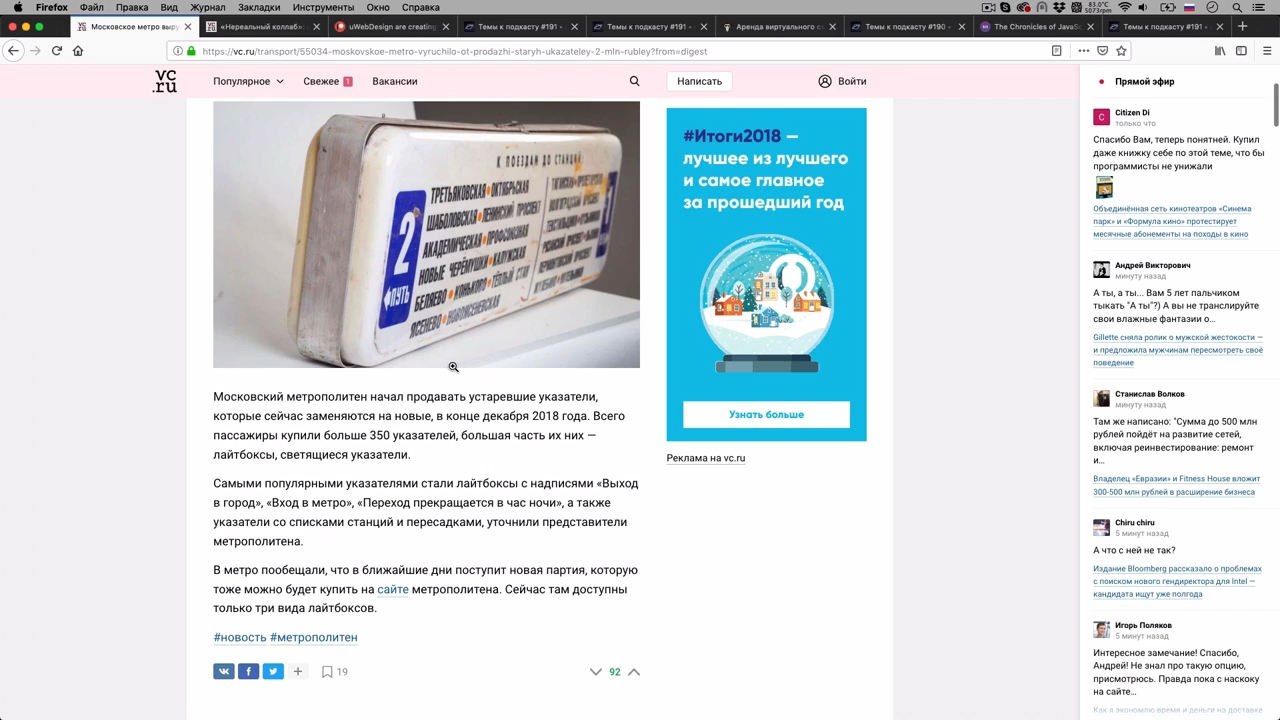 Firefox Файл Правка Вид Журнал Закладки Инструменты Окно Справка
83.0°C
5073rpm
Московское метро выру
«Нереальный коллаб»
uWebDesign are creating
Темы к подкасту #191
Темы к подкасту #191
Аренда виртуального с
Темы к подкасту #190
The Chronicles of JavaSc
Темы к подкасту #191
https://vc.ru/transport/55034-moskovskoe-metro-vyruchilo-ot-prodazhi-staryh-ukazateley-2-mln-rubley?from=digest
vc
.ru
Популярное
Свежее 1
Вакансии
Написать
Войти
К ПОЕЗДАМ ДО СТАНЦИЙ:
ТРЕТЬЯКОВСКАЯ ОКТЯБРЬСКАЯ
НОВЫЕ
БЕЛЯЕВО
ЯСЕНЕВО
2
ПУТЬ
Московский метрополитен начал продавать устаревшие указатели,
которые сейчас заменяются на новые, в конце декабря 2018 года. Всего
пассажиры купили больше 350 указателей, большая часть их них —
лайтбоксы, светящиеся указатели.
Самыми популярными указателями стали лайтбоксы с надписями «Выход
в город», «Вход в метро», «Переход прекращается в час ночи», а также
указатели со списками станций и пересадками, уточнили представители
метрополитена.
В метро пообещали, что в ближайшие дни поступит новая партия, которую
тоже можно будет купить на сайте метрополитена. Сейчас там доступны
только три вида лайтбоксов.
#новость #метрополитен
19
92
#Итоги2018 —
лучшее из лучшего
и самое главное
за прошедший год
Узнать больше
Реклама на vc.ru
Прямой эфир
C
Citizen Di
только что
Спасибо Вам, теперь понятней. Купил
даже книжку себе по этой теме, что бы
программисты не унижали
Объединённая сеть кинотеатров «Синема
парк» и «Формула кино» протестирует
месячные абонементы на походы в кино
Андрей Викторович
минуту назад
А ты, а ты... Вам 5 лет пальчиком
тыкать "А ты"?) А вы не транслируйте
свои влажные фантазии о...
Gillette сняла ролик о мужской жестокости —
и предложила мужчинам пересмотреть своё
поведение
Станислав Волков
минуту назад
Там же написано: "Сумма до 500 млн
рублей пойдёт на развитие сетей,
включая реинвестирование: ремонт
и...
Владелец «Евразии» и Fitness House вложит
300-500 млн рублей в расширение бизнеса
Chiru chiru
5 минут назад
А что с ней не так?
Издание Bloomberg рассказало о проблемах
с поиском нового гендиректора для Intel —
кандидата ищут уже полгода
Игорь Поляков
5 минут назад
Интересное замечание! Спасибо,
Андрей! Не знал про такую опцию,
присмотрюсь. Правда пока с наскоку
на сайте...
Как я экономлю время и деньги на доставке